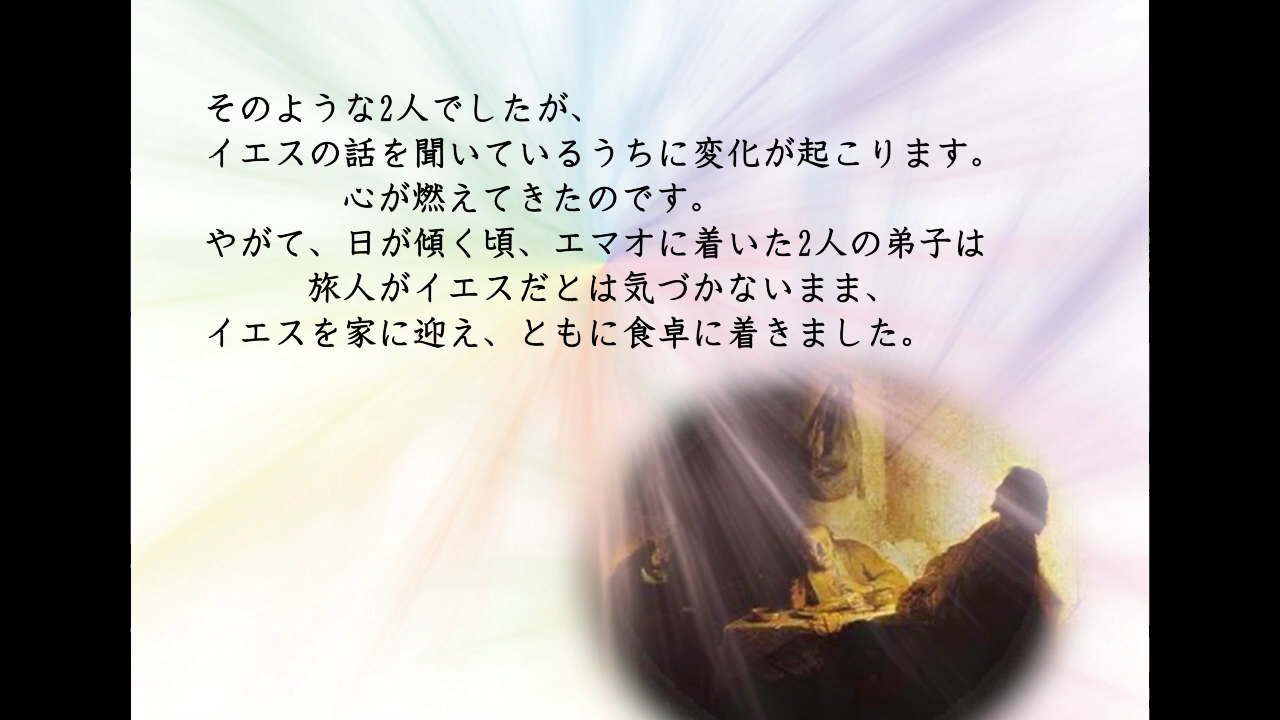 そのような2人でしたが、
イエスの話を聞いているうちに変化が起こります。
心が燃えてきたのです。
やがて、日が傾く頃、エマオに着いた2人の弟子は
旅人がイエスだとは気づかないまま、
イエスを家に迎え、ともに食卓に着きました。